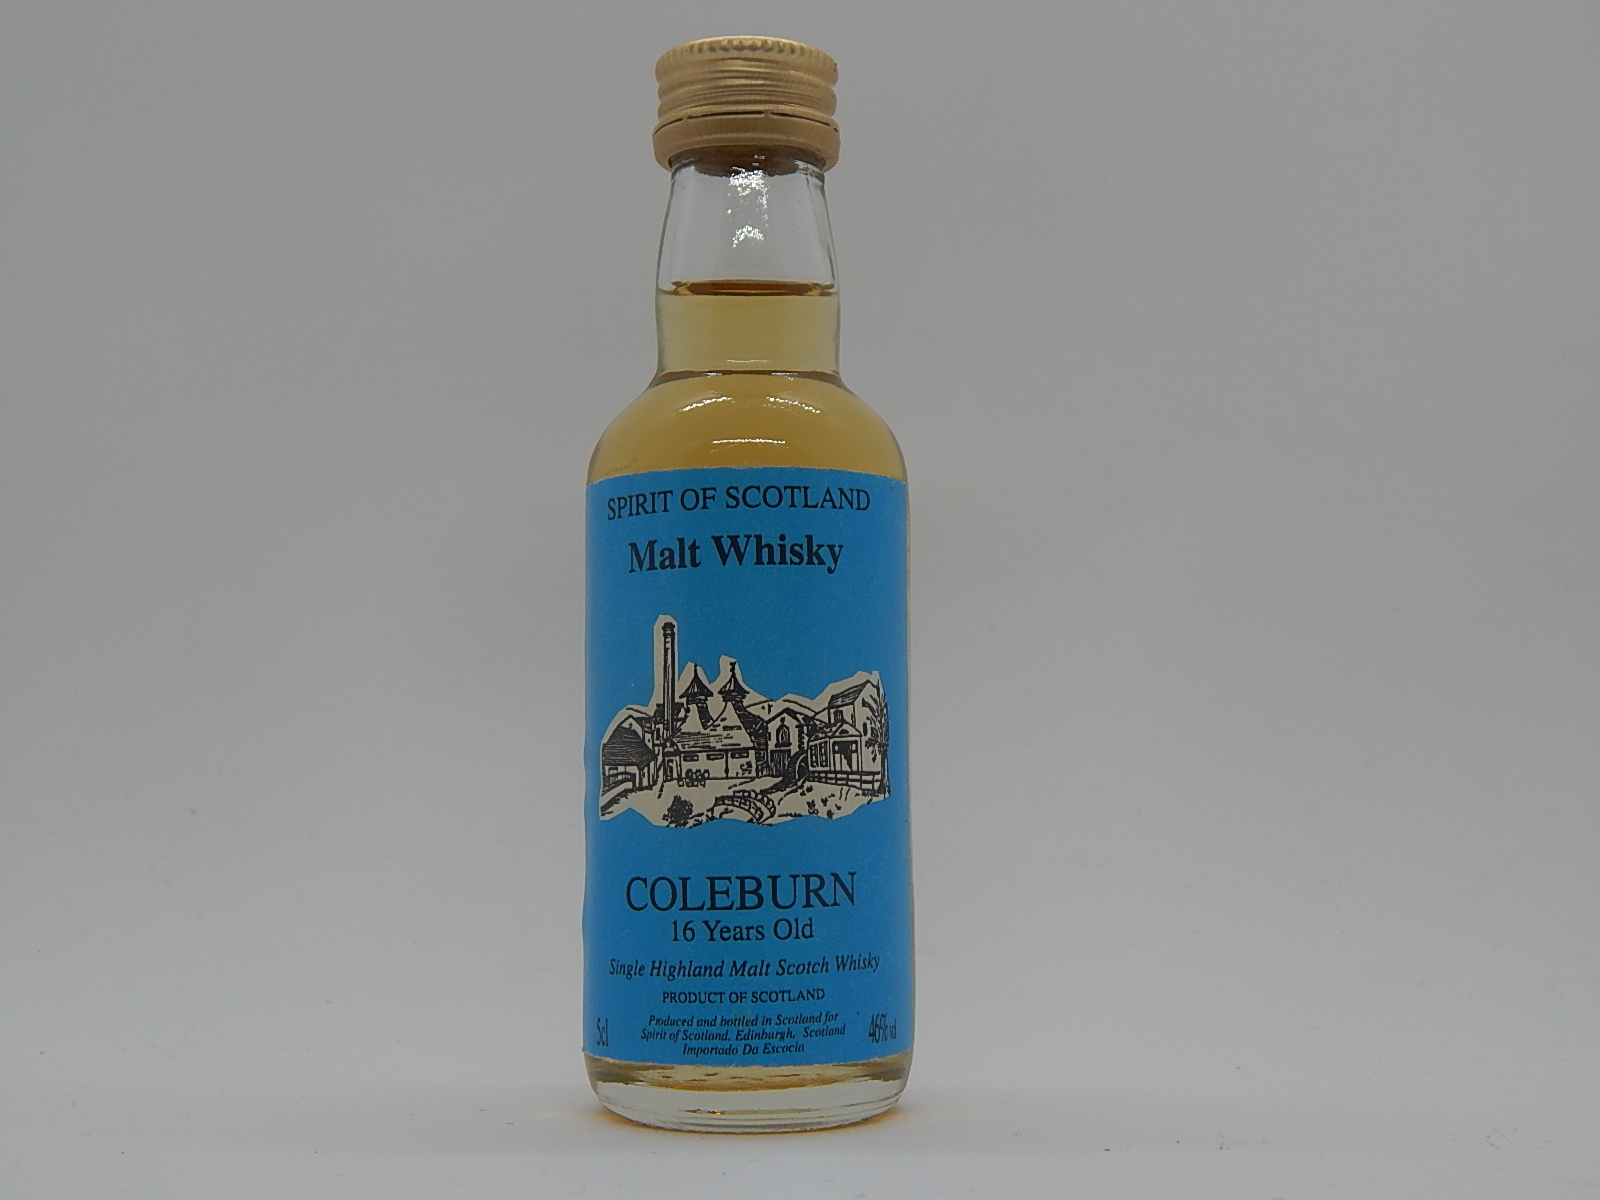 SPIRIT OF SCOTLAND
Malt Whisky
COLEBURN
16 Years Old
Single Highland Malt Scotch Whisky
PRODUCT OF SCOTLAND
Produced and bottled in Scotland for
Spirit of Scotland, Edinburgh, Scotland
Importado Da Escocia
5cl
46% vol